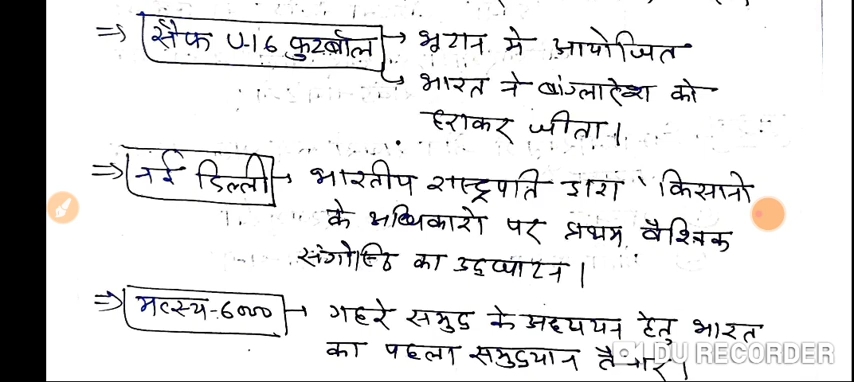 ⇒ सैफ U-16 फुटबॉल → भूटान मे आयोजित
→ भारत ने बांग्लादेश को
हराकर जीता।
⇒ नई दिल्ली → भारतीय राष्ट्रपति द्वारा 'किसानो
के अधिकारो पर प्रथम वैश्विक
संगोष्ठि का उद्घाटन।
⇒ मत्स्य-6000 → गहरे समुद्र के अध्ययन हेतु भारत
का पहला समुद्रयान तैयार।
DU RECORDER